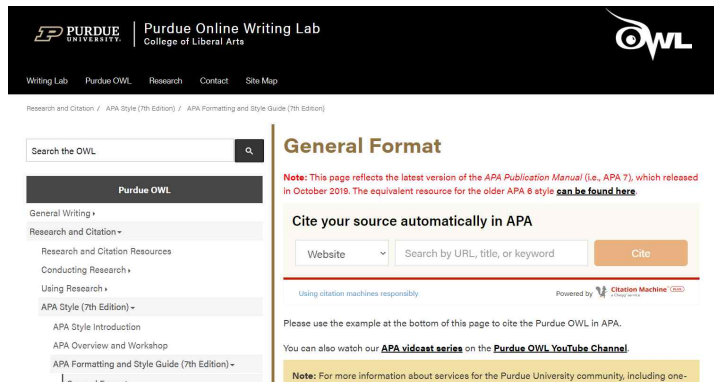 PURDUE
UNIVERSITY.
Purdue Online Writing Lab
College of Liberal Arts
OWL
Writing Lab Purdue OWL Research Contact Site Map
Research and Citation / APA Style (7th Edition) / APA Formatting and Style Guide (7th Edition)
Search the OWL
Purdue OWL
General Writing
Research and Citation
Research and Citation Resources
Conducting Research
Using Research
APA Style (7th Edition)
APA Style Introduction
APA Overview and Workshop
APA Formatting and Style Guide (7th Edition)
General Format
Note: This page reflects the latest version of the APA Publication Manual (i.e., APA 7), which released
in October 2019. The equivalent resource for the older APA 6 style can be found here.
Cite your source automatically in APA
Website Search by URL, title, or keyword Cite
Using citation machines responsibly Powered by Citation Machine
a Chegg service
Please use the example at the bottom of this page to cite the Purdue OWL in APA.
You can also watch our APA vidcast series on the Purdue OWL YouTube Channel.
Note: For more information about services for the Purdue University community, including one-